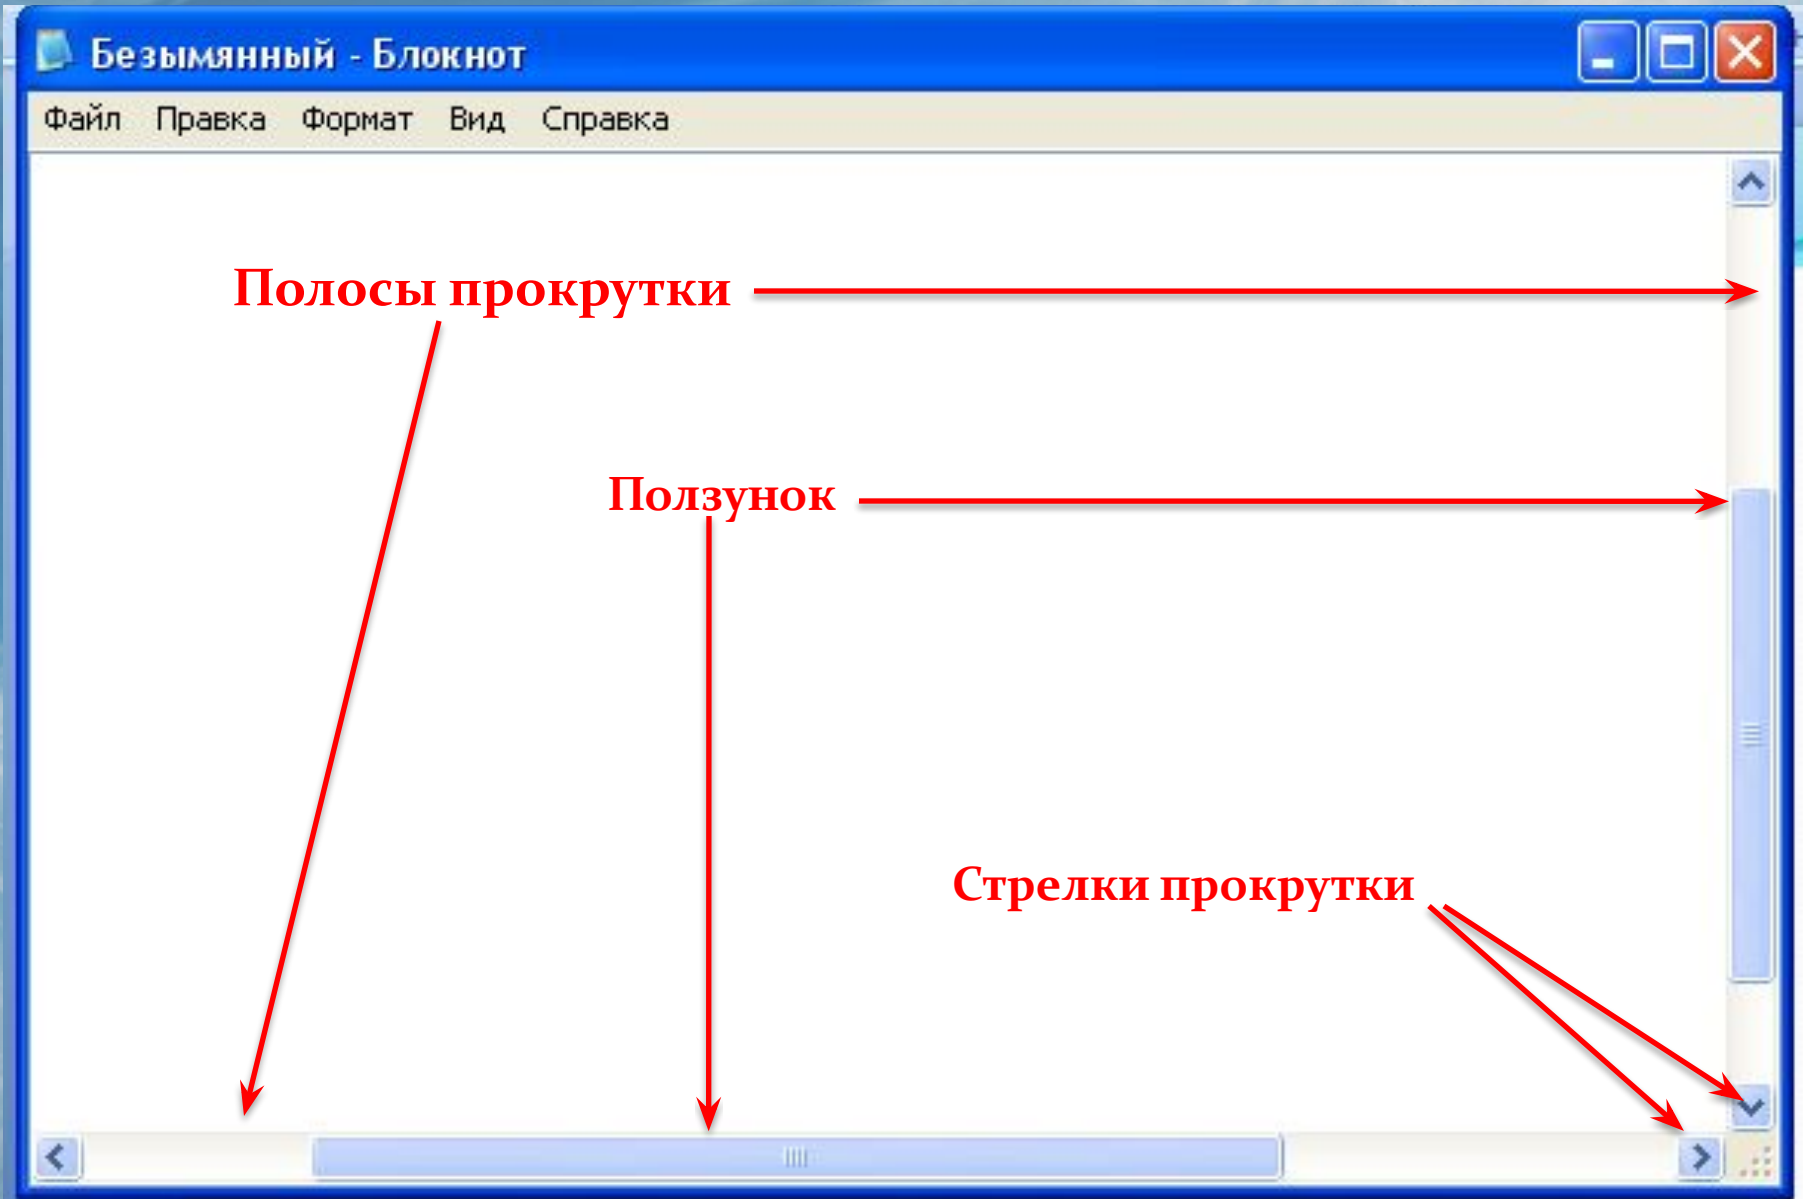 Безымянный - Блокнот
Файл Правка Формат Вид Справка
Полосы прокрутки
Ползунок
Стрелки прокрутки